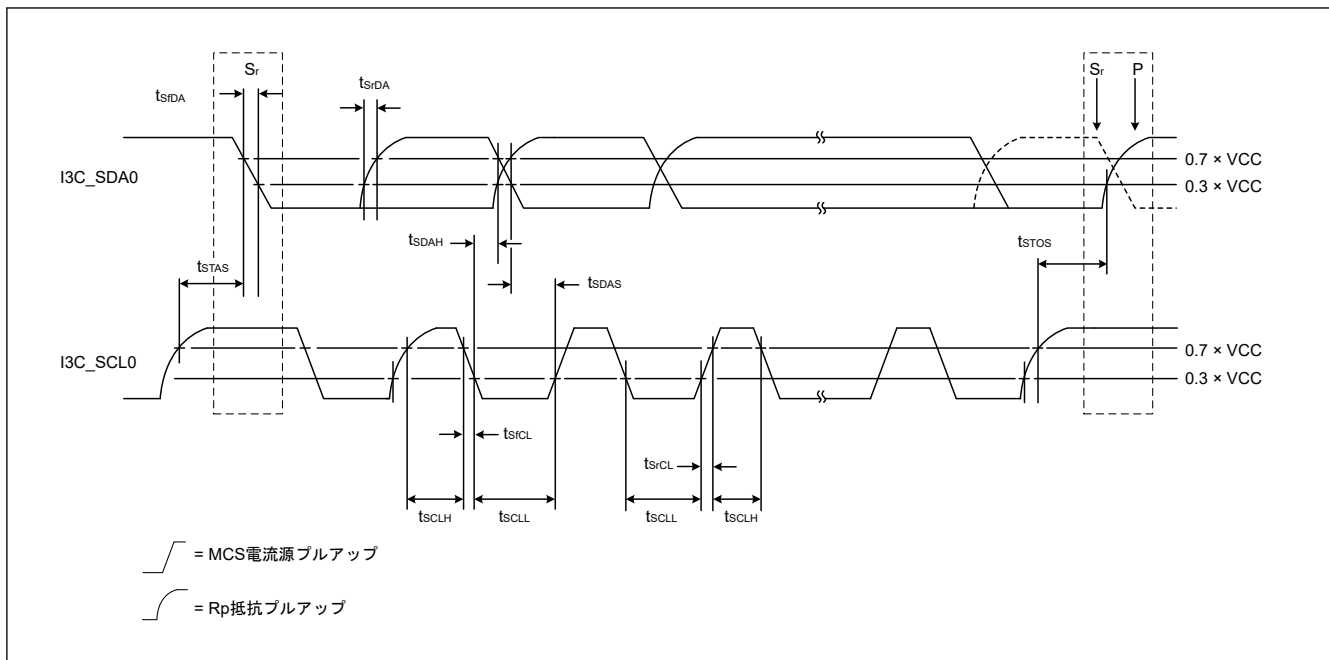 Sr
tSfDA
tSrDA
Sr
P
I3C_SDA0
0.7 × VCC
0.3 × VCC
tSDAH
tSTOS
tSTAS
tSDAS
I3C_SCL0
0.7 × VCC
0.3 × VCC
tSfCL
tSrCL
tSCLH
tSCLL
tSCLL
tSCLH
= MCS電流源プルアップ
= Rp抵抗プルアップ